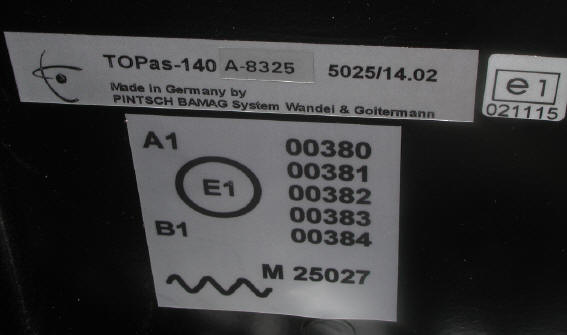 TOPas-140 A-8325 5025/14.02
Made in Germany by
PINTSCH BAMAG System Wandel & Goltermann
e1
021115
A1
00380
00381
E1
00382
00383
B1
00384
M 25027